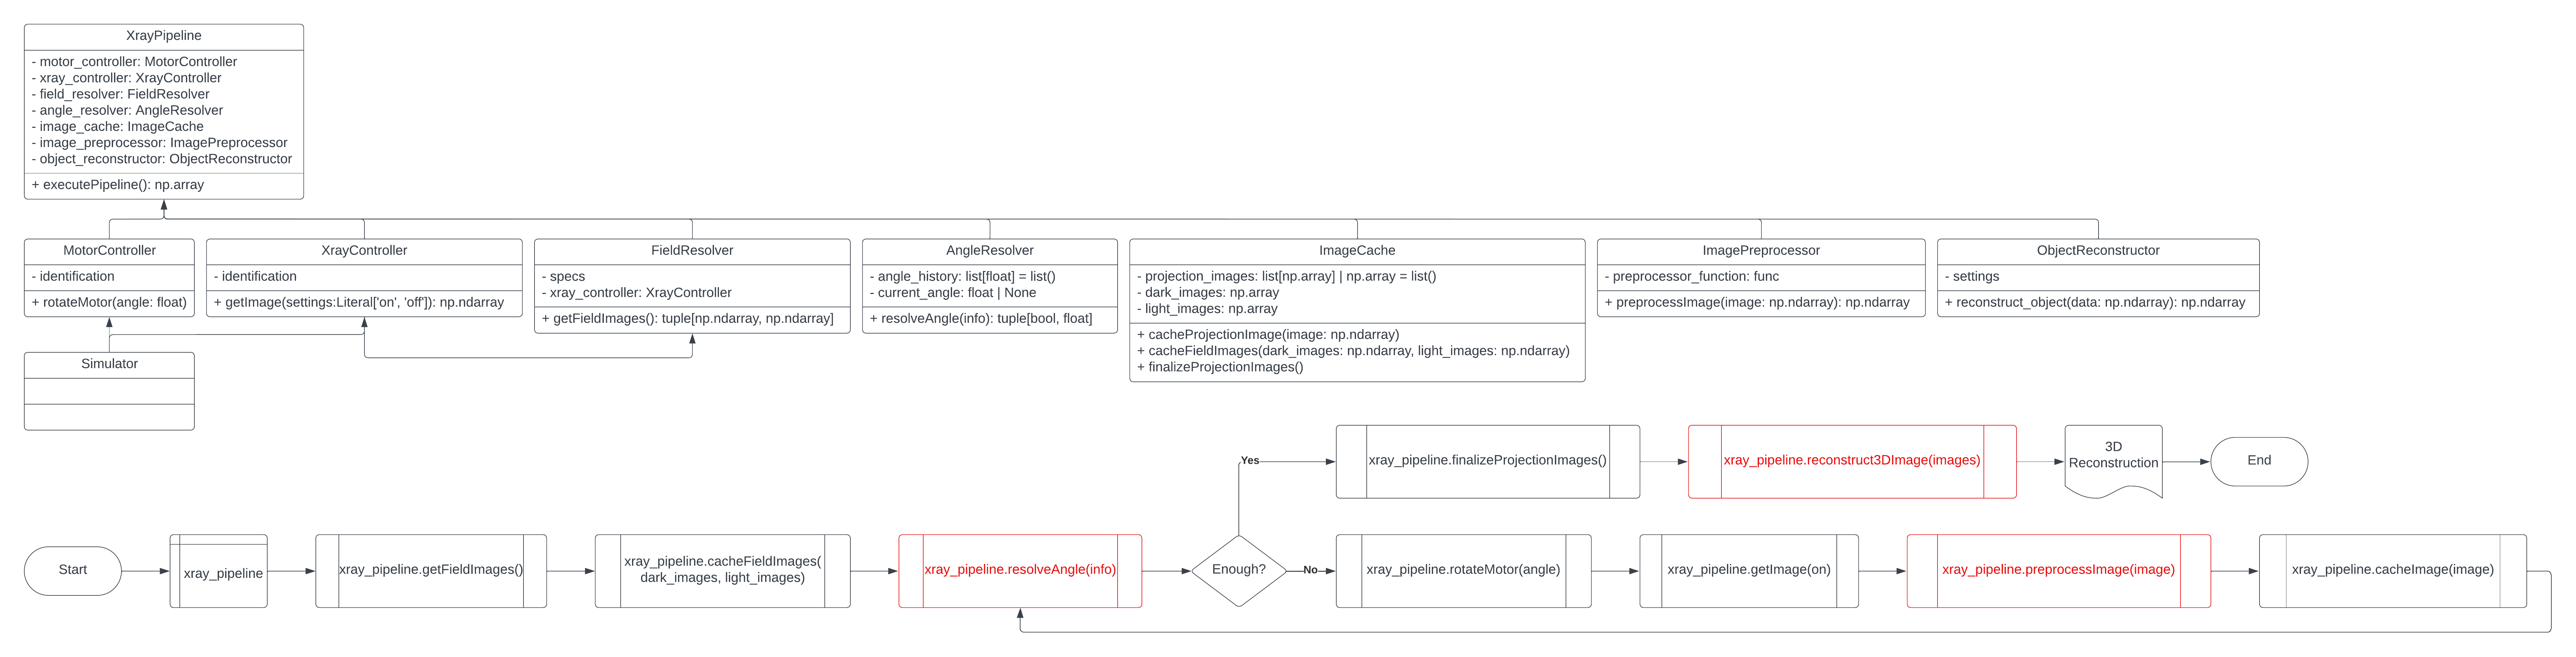 XrayPipeline
- motor_controller: MotorController
- xray_controller: XrayController
- field_resolver: FieldResolver
- angle_resolver: AngleResolver
- image_cache: ImageCache
- image_preprocessor: ImagePreprocessor
- object_reconstructor: ObjectReconstructor
+ executePipeline(): np.array
MotorController
- identification
+ rotateMotor(angle: float)
XrayController
- identification
+ getImage(settings:Literal['on', 'off']): np.ndarray
FieldResolver
- specs
- xray_controller: XrayController
+ getFieldImages(): tuple[np.ndarray, np.ndarray]
AngleResolver
- angle_history: list[float] = list()
- current_angle: float | None
+ resolveAngle(info): tuple[bool, float]
ImageCache
- projection_images: list[np.array] | np.array = list()
- dark_images: np.array
- light_images: np.array
+ cacheProjectionImage(image: np.ndarray)
+ cacheFieldImages(dark_images: np.ndarray, light_images: np.ndarray)
+ finalizeProjectionImages()
ImagePreprocessor
- preprocessor_function: func
+ preprocessImage(image: np.ndarray): np.ndarray
ObjectReconstructor
- settings
+ reconstruct_object(data: np.ndarray): np.ndarray
Simulator
Yes
xray_pipeline.finalizeProjectionImages()
xray_pipeline.reconstruct3DImage(images)
3D
Reconstruction
End
Start
xray_pipeline
xray_pipeline.getFieldImages()
xray_pipeline.cacheFieldImages(
dark_images, light_images)
xray_pipeline.resolveAngle(info)
Enough?
No
xray_pipeline.rotateMotor(angle)
xray_pipeline.getImage(on)
xray_pipeline.preprocessImage(image)
xray_pipeline.cacheImage(image)